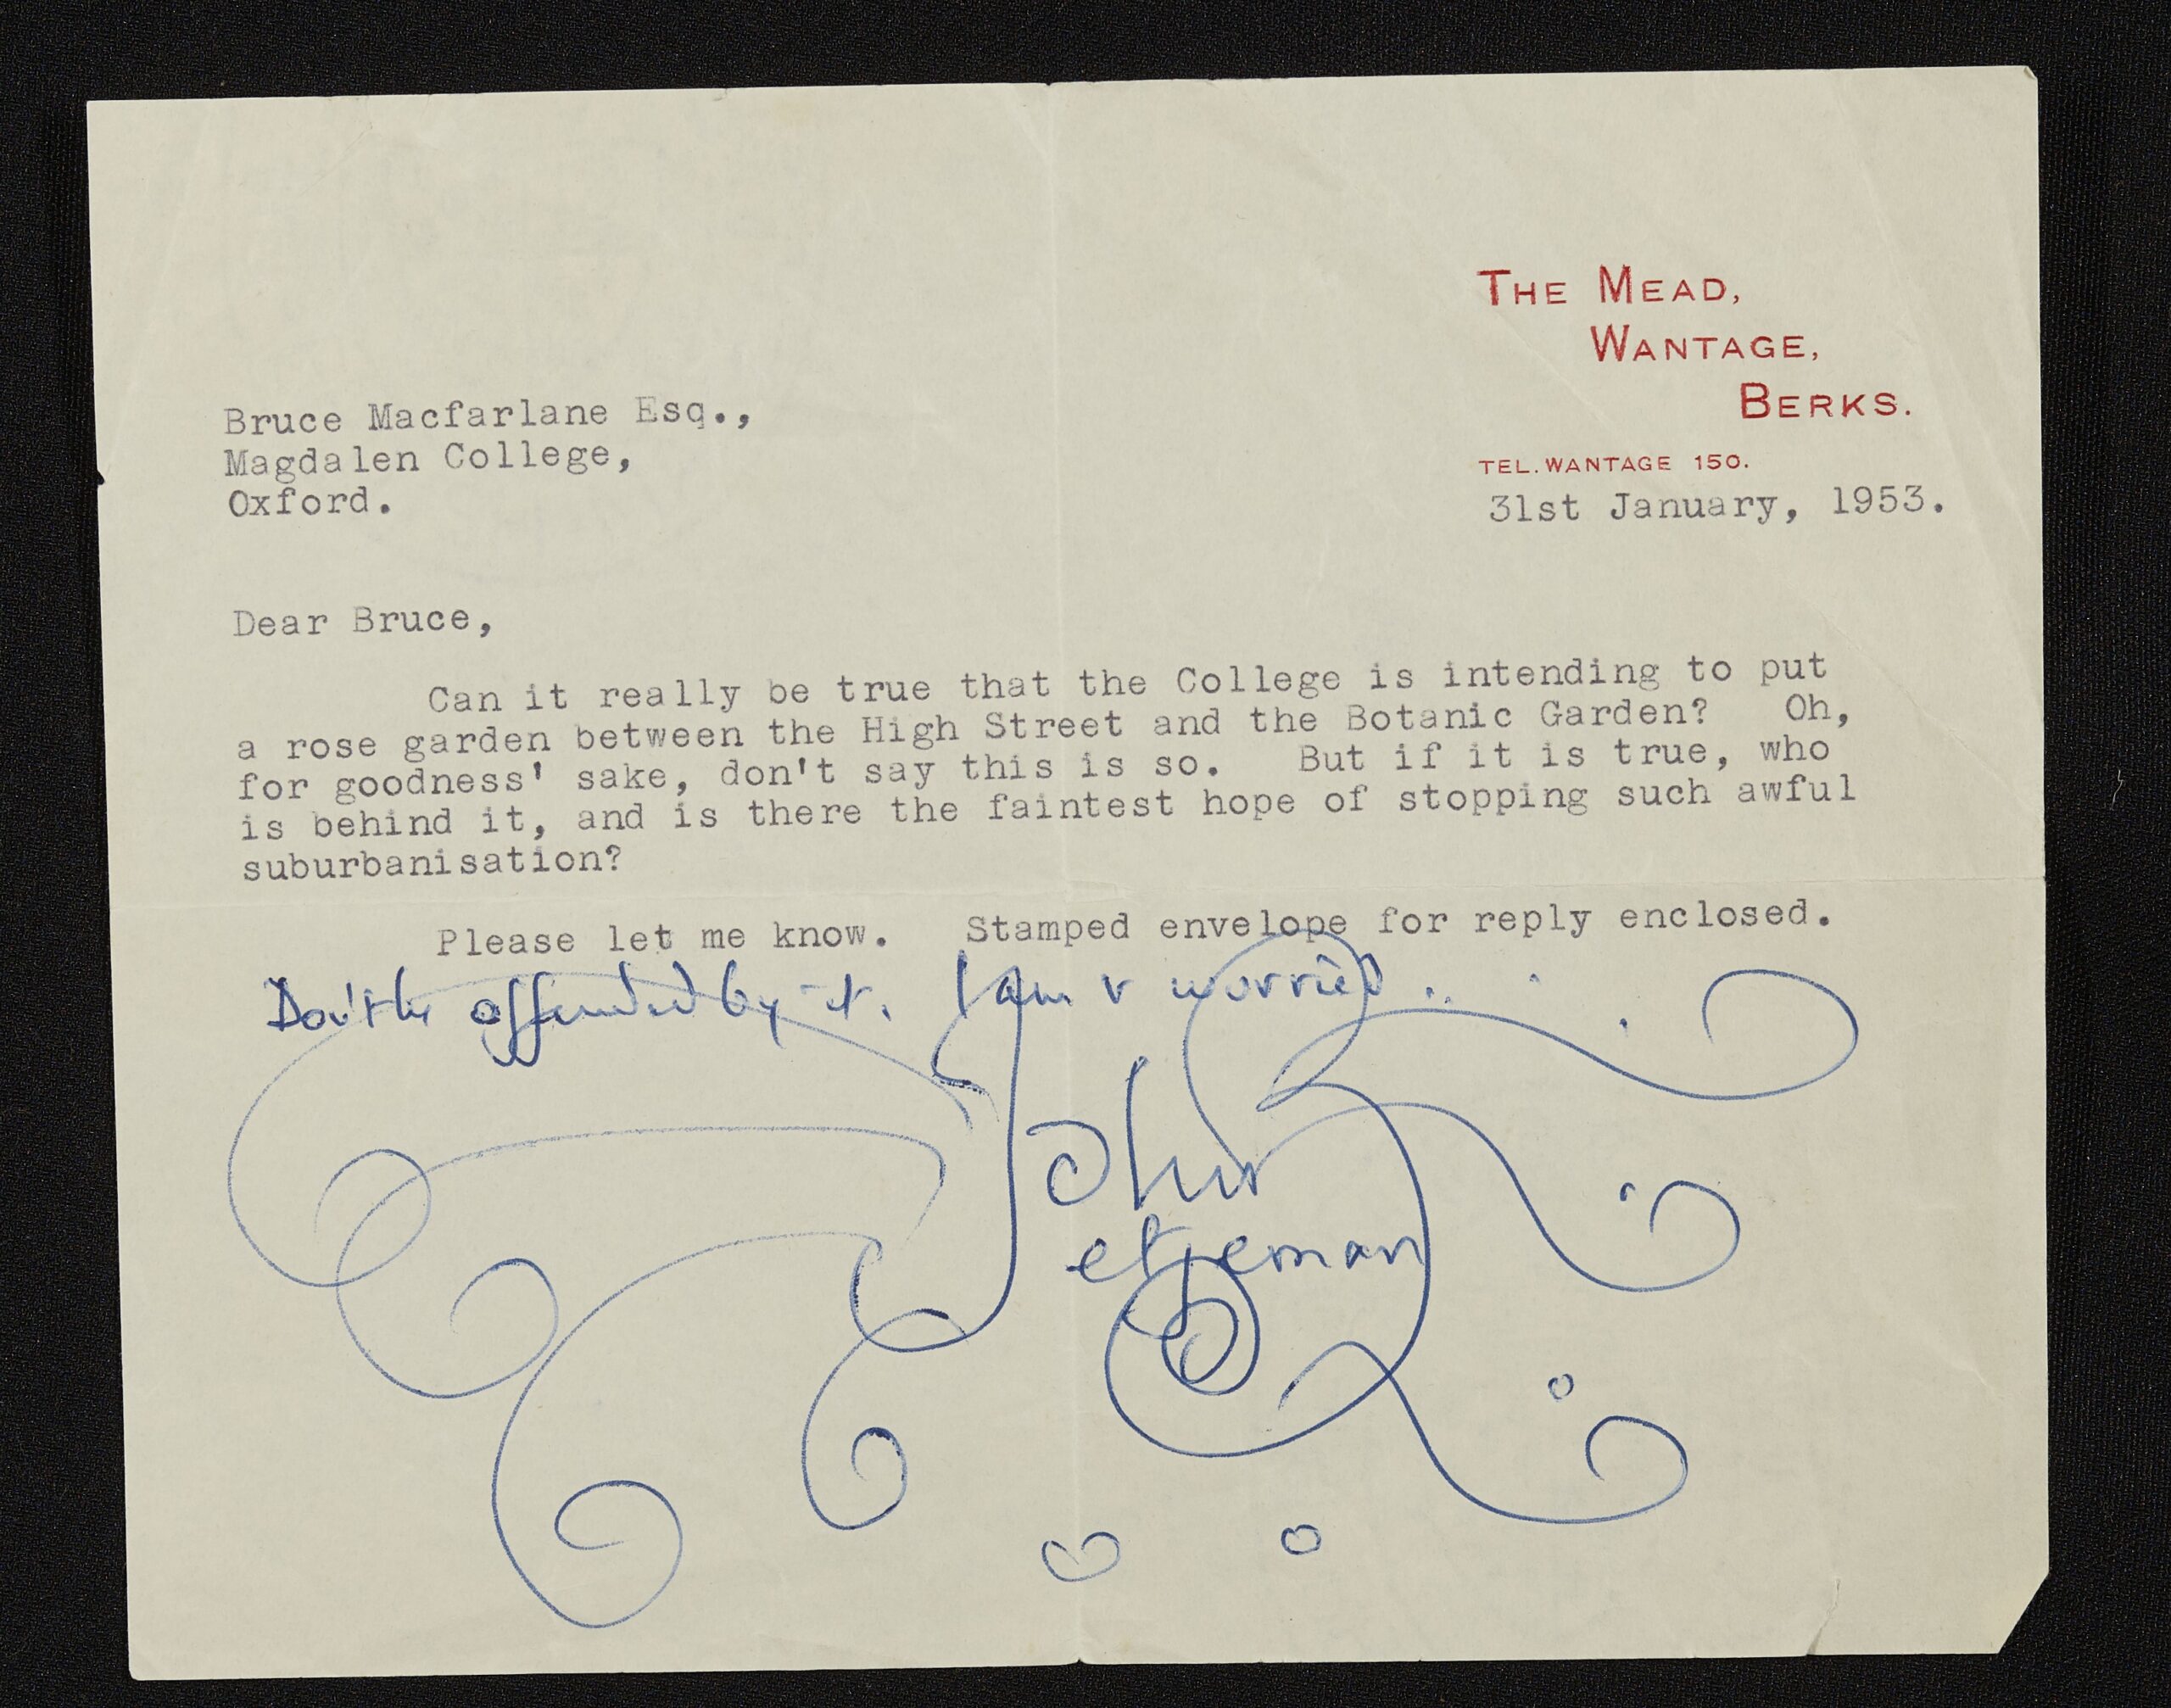 THE MEAD,
WANTAGE,
BERKS.
TEL. WANTAGE 150.
31st January, 1953.
Bruce Macfarlane Esq.,
Magdalen College,
Oxford.
Dear Bruce,
Can it really be true that the College is intending to put
a rose garden between the High Street and the Botanic Garden? Oh,
for goodness' sake, don't say this is so. But if it is true, who
is behind it, and is there the faintest hope of stopping such awful
suburbanisation?
Please let me know. Stamped envelope for reply enclosed.
Don't be offended by it. I am v worried..
John
Betjeman